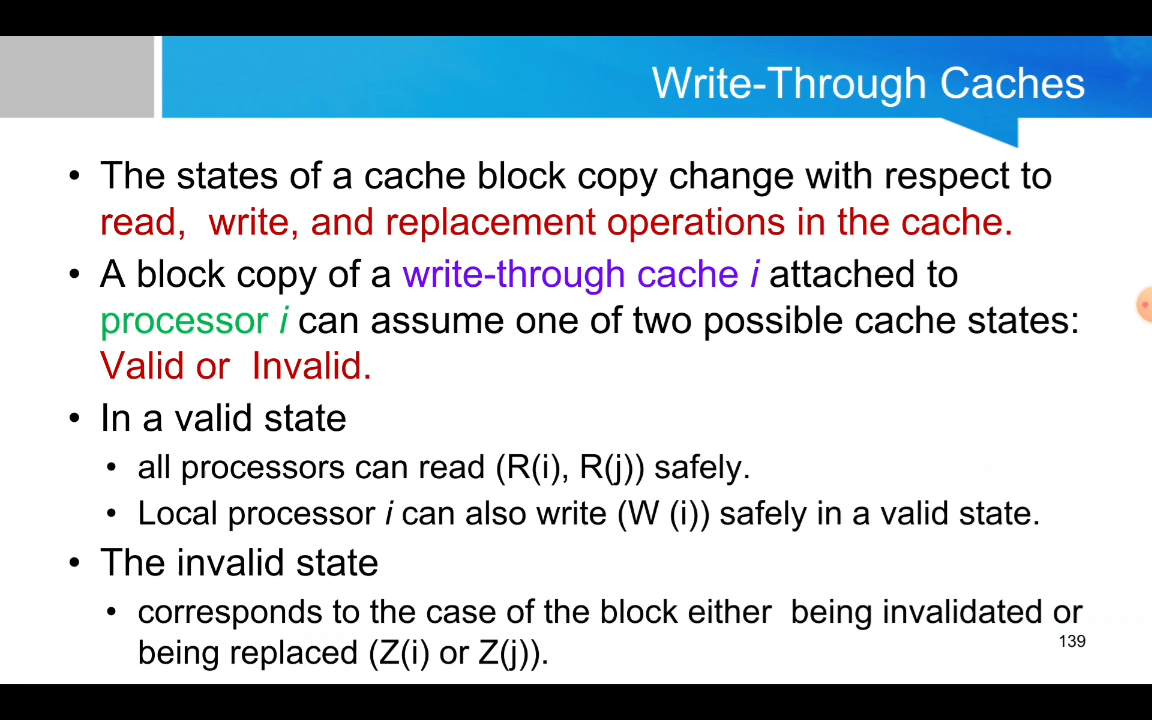 Write-Through Caches
• The states of a cache block copy change with respect to
read, write, and replacement operations in the cache.
• A block copy of a write-through cache i attached to
processor i can assume one of two possible cache states:
Valid or Invalid.
• In a valid state
• all processors can read (R(i), R(j)) safely.
• Local processor i can also write (W (i)) safely in a valid state.
• The invalid state
• corresponds to the case of the block either being invalidated or
being replaced (Z(i) or Z(j)).
139